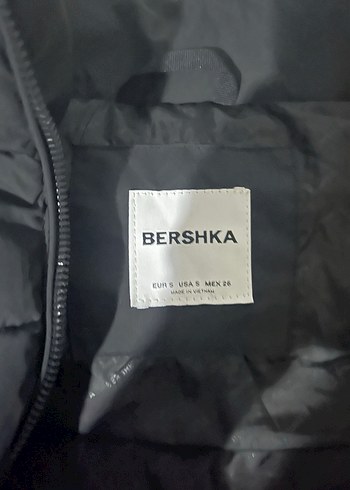 BERSHKA
EUR S USA S MEX 26
MADE IN VIETNAM